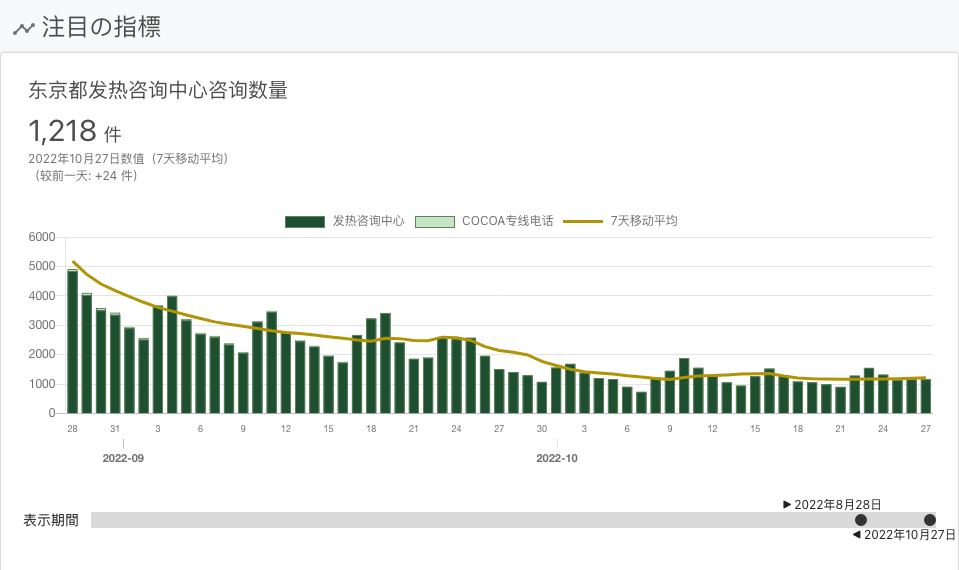 注目の指標
东京都发热咨询中心咨询数量
1,218 件
2022年10月27日数值（7天移动平均）
（较前一天: +24 件）
发热咨询中心 COCOA专线电话 7天移动平均
6000
5000
4000
3000
2000
1000
0
28 31 3 6 9 12 15 18 21 24 27 30 3 6 9 12 15 18 21 24 27
2022-09 2022-10
2022年8月28日
表示期間
2022年10月27日